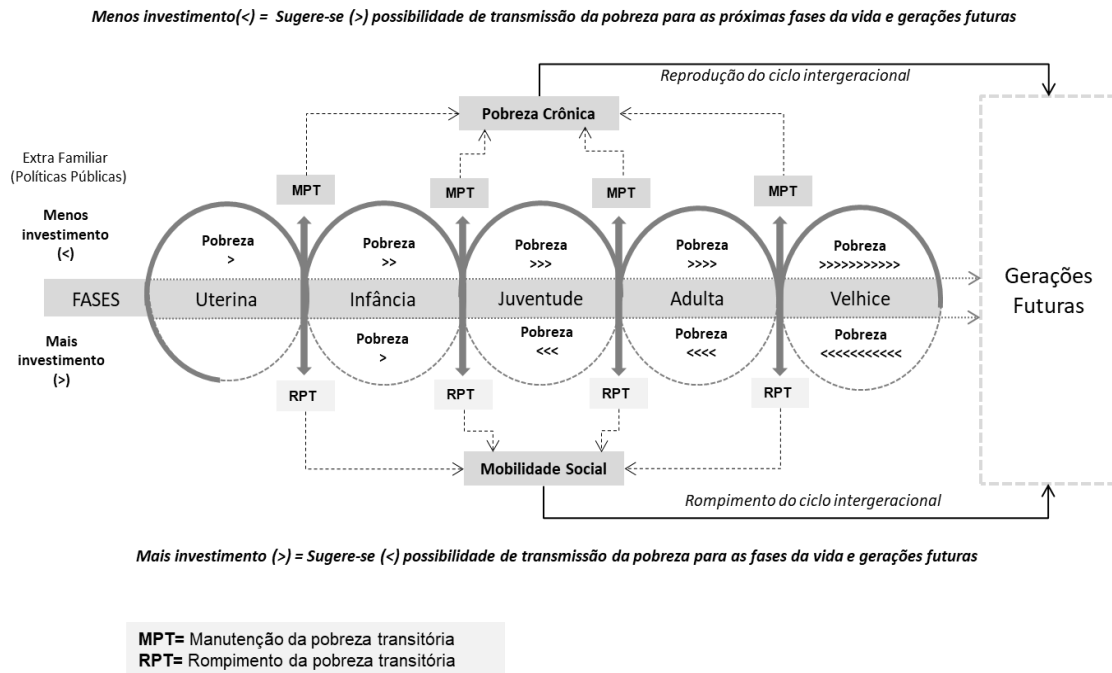 Menos investimento(<) = Sugere-se (>) possibilidade de transmissão da pobreza para as próximas fases da vida e gerações futuras
Reprodução do ciclo intergeracional
Pobreza Crônica
Extra Familiar
(Políticas Públicas)
MPT
MPT
MPT
MPT
Menos
investimento
(<)
Pobreza
>
Pobreza
>>
Pobreza
>>>
Pobreza
>>>>
Pobreza
>>>>>>>>>>>
FASES
Uterina
Infância
Juventude
Adulta
Velhice
Gerações
Futuras
Mais
investimento
(>)
Pobreza
>
Pobreza
<<<
Pobreza
<<<<
Pobreza
<<<<<<<<<<<
RPT
RPT
RPT
RPT
Mobilidade Social
Rompimento do ciclo intergeracional
Mais investimento (>) = Sugere-se (<) possibilidade de transmissão da pobreza para as fases da vida e gerações futuras
MPT= Manutenção da pobreza transitória
RPT= Rompimento da pobreza transitória